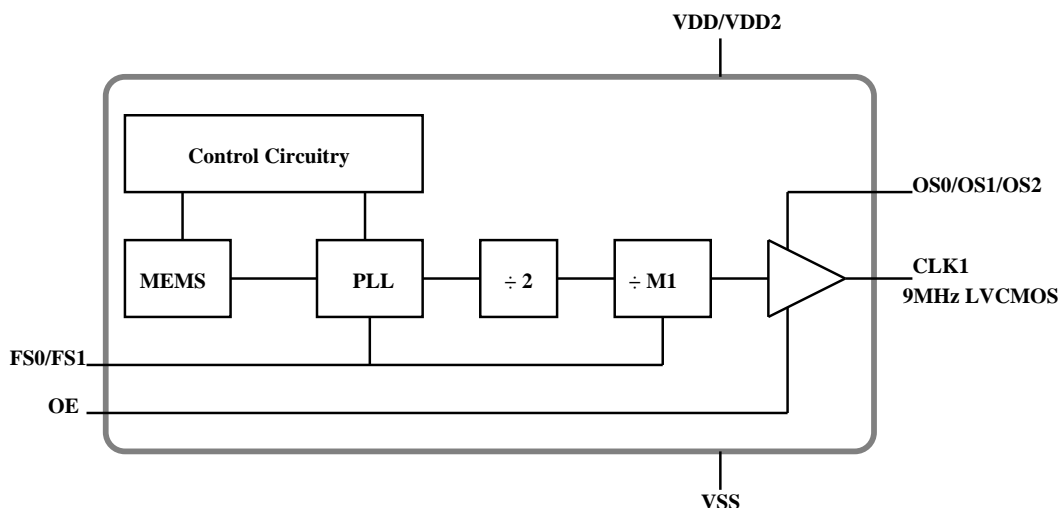 VDD/VDD2
Control Circuitry
OS0/OS1/OS2
MEMS
PLL
÷ 2
÷ M1
CLK1
9MHz LVCMOS
FS0/FS1
OE
VSS